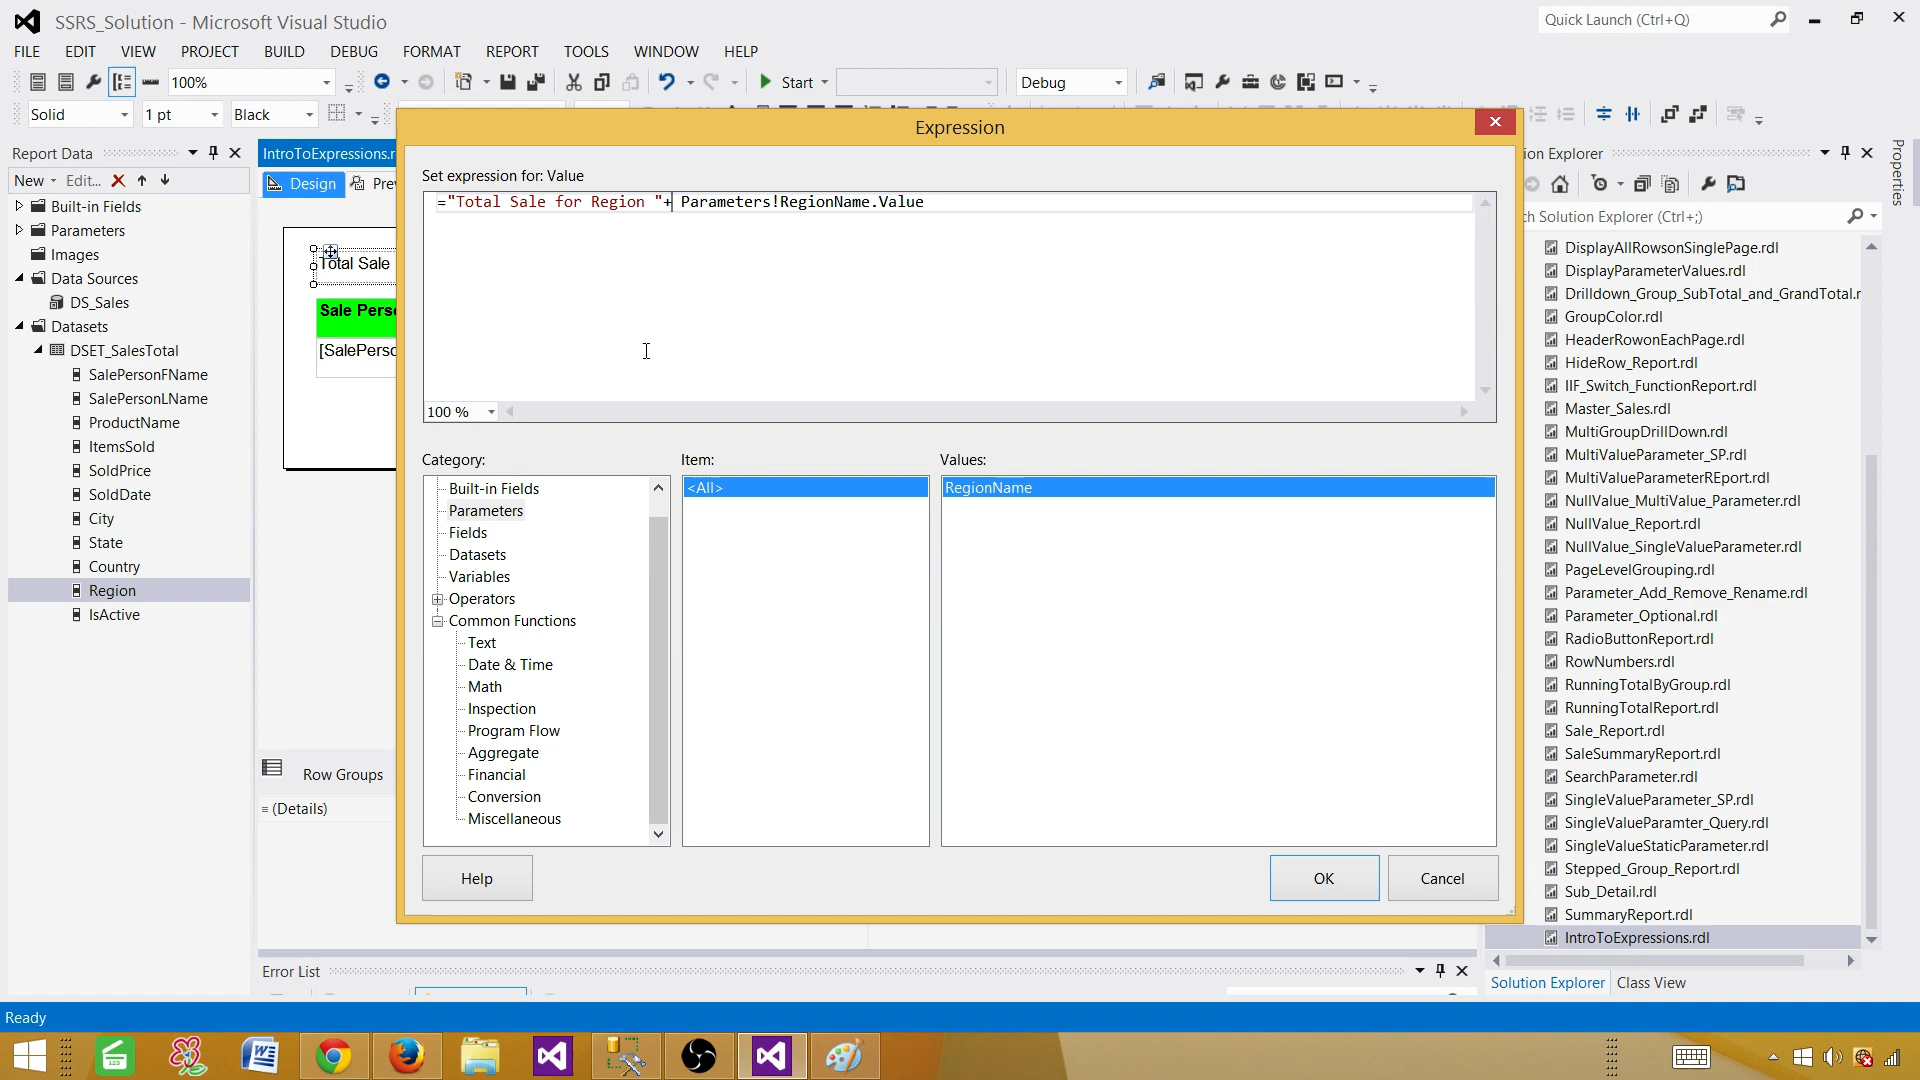 SSRS_Solution - Microsoft Visual Studio
Quick Launch (Ctrl+Q)
FILE EDIT VIEW PROJECT BUILD DEBUG FORMAT REPORT TOOLS WINDOW HELP
100% Start Debug
Solid 1 pt Black
Report Data
New Edit...
Built-in Fields
Parameters
Images
Data Sources
DS_Sales
Datasets
DSET_SalesTotal
SalePersonFName
SalePersonLName
ProductName
ItemsSold
SoldPrice
SoldDate
City
State
Country
Region
IsActive
IntroToExpressions.r
Design Prev
Total Sale
Sale Perso
[SalePerso
Row Groups
(Details)
Error List
Expression
Set expression for: Value
="Total Sale for Region "+ Parameters!RegionName.Value
100 %
Category:
Built-in Fields
Parameters
Fields
Datasets
Variables
Operators
Common Functions
Text
Date & Time
Math
Inspection
Program Flow
Aggregate
Financial
Conversion
Miscellaneous
Item:
<All>
Values:
RegionName
Help OK Cancel
ion Explorer
Properties
ch Solution Explorer (Ctrl+;)
DisplayAllRowsonSinglePage.rdl
DisplayParameterValues.rdl
Drilldown_Group_SubTotal_and_GrandTotal.r
GroupColor.rdl
HeaderRowonEachPage.rdl
HideRow_Report.rdl
IIF_Switch_FunctionReport.rdl
Master_Sales.rdl
MultiGroupDrillDown.rdl
MultiValueParameter_SP.rdl
MultiValueParameterREport.rdl
NullValue_MultiValue_Parameter.rdl
NullValue_Report.rdl
NullValue_SingleValueParameter.rdl
PageLevelGrouping.rdl
Parameter_Add_Remove_Rename.rdl
Parameter_Optional.rdl
RadioButtonReport.rdl
RowNumbers.rdl
RunningTotalByGroup.rdl
RunningTotalReport.rdl
Sale_Report.rdl
SaleSummaryReport.rdl
SearchParameter.rdl
SingleValueParameter_SP.rdl
SingleValueParamter_Query.rdl
SingleValueStaticParameter.rdl
Stepped_Group_Report.rdl
Sub_Detail.rdl
SummaryReport.rdl
IntroToExpressions.rdl
Solution Explorer Class View
Ready